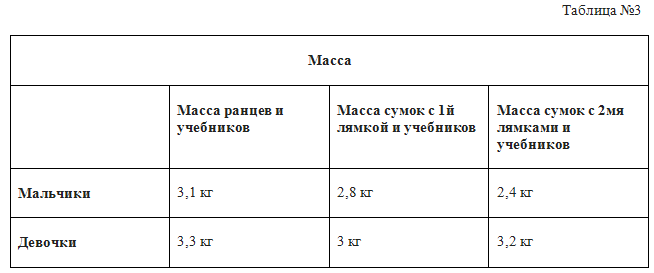 Таблица №3
Масса
Масса ранцев и
учебников
Масса сумок с 1й
лямкой и учебников
Масса сумок с 2мя
лямками и
учебников
Мальчики
3,1 кг
2,8 кг
2,4 кг
Девочки
3,3 кг
3 кг
3,2 кг